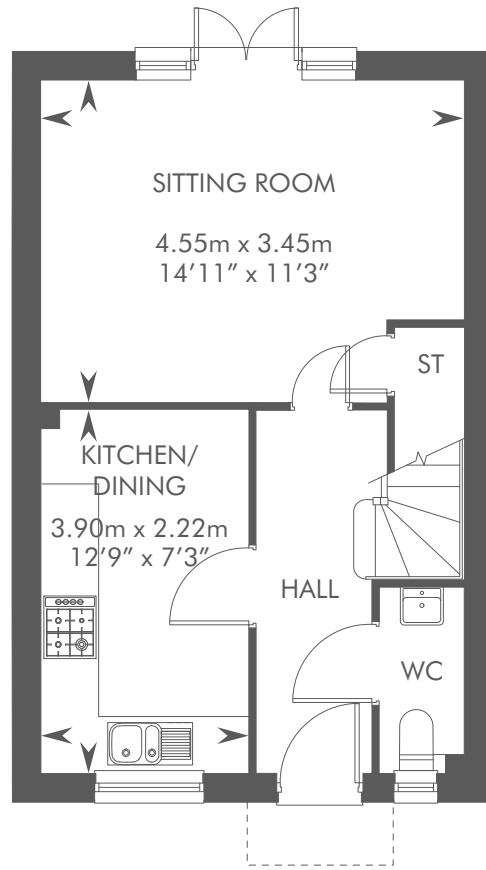 SITTING ROOM
4.55m x 3.45m
14’11” x 11’3”
ST
KITCHEN/
DINING
3.90m x 2.22m
12’9” x 7’3”
HALL
WC